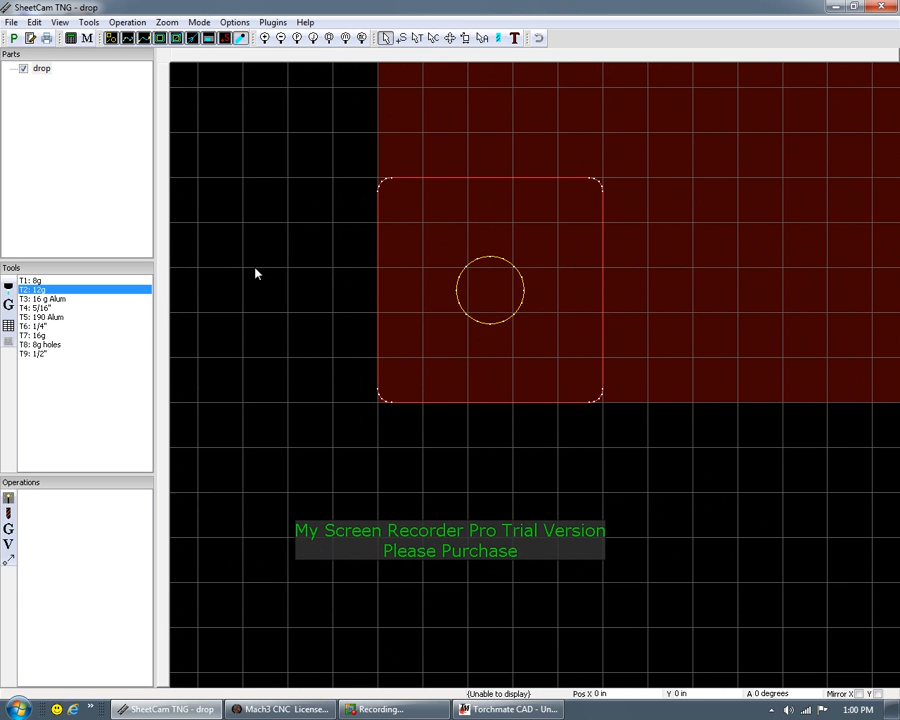 SheetCam TNG - drop
File Edit View Tools Operation Zoom Mode Options Plugins Help
Parts
drop
Tools
T1: 8g
T2: 12g
T3: 16 g Alum
T4: 5/16"
T5: 190 Alum
T6: 1/4"
T7: 16g
T8: 8g holes
T9: 1/2"
Operations
My Screen Recorder Pro Trial Version
Please Purchase
(Unable to display) Pos X 0 in Y 0 in A 0 degrees Mirror X Y
SheetCam TNG - drop Mach3 CNC License... Recording... Torchmate CAD - Un... 1:00 PM